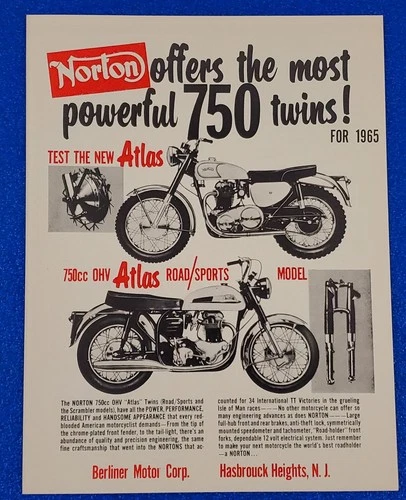 Norton offers the most
powerful 750 twins!
FOR 1965
TEST THE NEW Atlas
750cc OHV Atlas ROAD/SPORTS MODEL
The NORTON 750cc OHV "Atlas" Twins (Road/Sports and
the Scrambler models), have all the POWER, PERFORMANCE,
RELIABILITY and HANDSOME APPEARANCE that every red-
blooded American motorcyclist demands—From the tip of
the chrome-plated front fender, to the tail-light, there's an
abundance of quality and precision engineering, the same
fine craftsmanship that went into the NORTONS that ac-
counted for 34 International TT Victories in the grueling
Isle of Man races———No other motorcycle can offer so
many engineering advances as does NORTON———Large
full-hub front and rear brakes, anti-theft lock, symmetrically
mounted speedometer and tachometer, "Road-holder" front
forks, dependable 12 volt electrical system. Just remember
to make your next motorcycle the world's best roadholder
—a NORTON...
Berliner Motor Corp. Hasbrouck Heights, N. J.